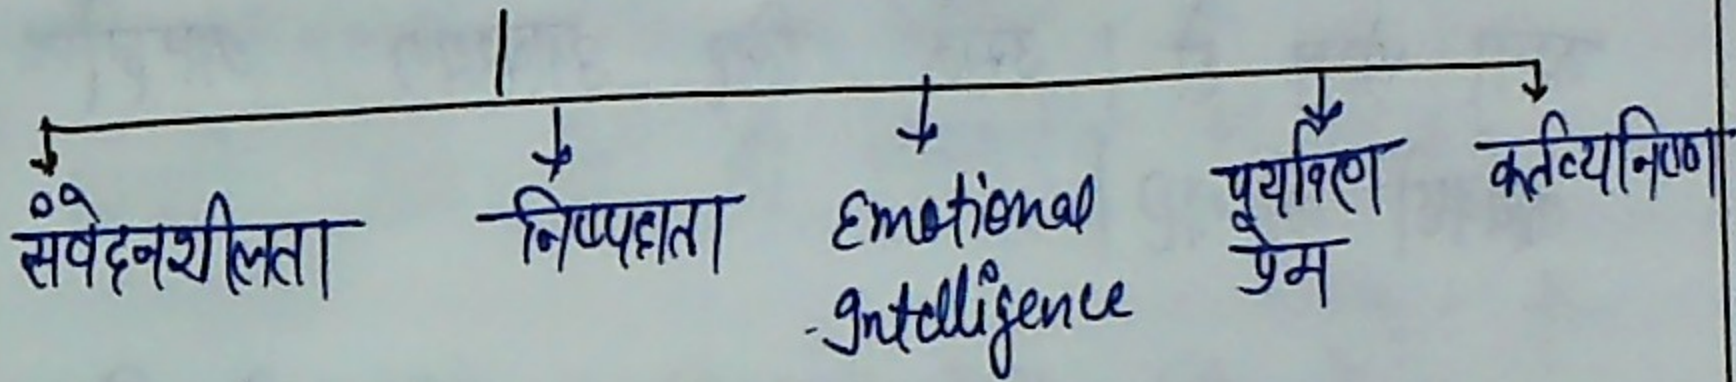 संवेदनशीलता
निष्पक्षता
Emotional
Intelligence
पर्यावरण
प्रेम
कर्तव्यनिष्ठा